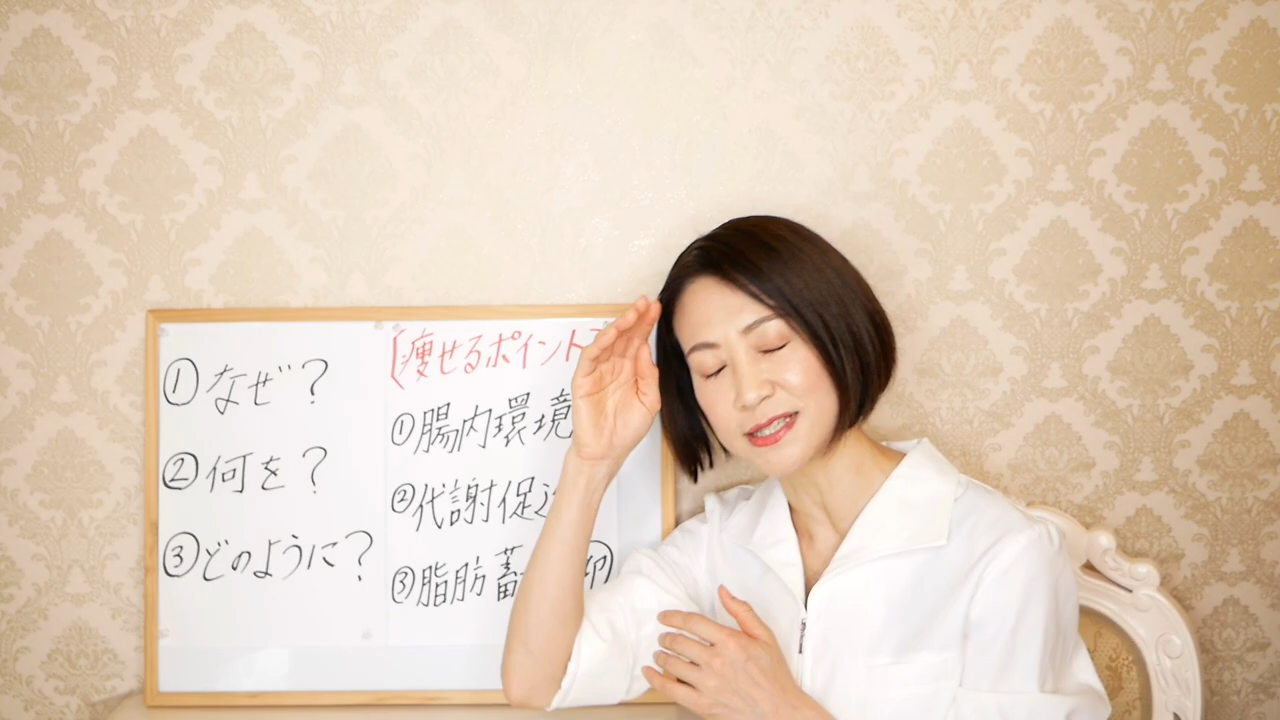 ①なぜ？
②何を？
③どのように？
[痩せるポイント
①腸内環境
②代謝促
③脂肪蓄